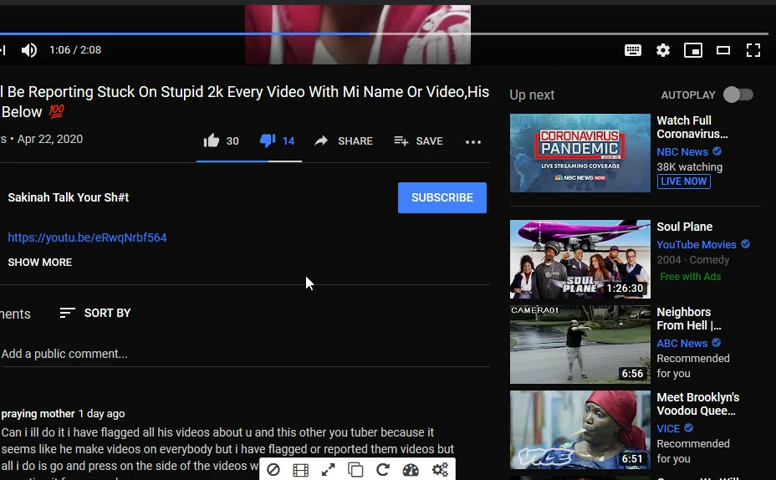 1:06 / 2:08
l Be Reporting Stuck On Stupid 2k Every Video With Mi Name Or Video,His
Below 💯
s • Apr 22, 2020
30
14
SHARE
SAVE
Sakinah Talk Your Sh#t
SUBSCRIBE
https://youtu.be/eRwqNrbf564
SHOW MORE
nents
SORT BY
Add a public comment...
praying mother 1 day ago
Can i ill do it i have flagged all his videos about u and this other you tuber because it
seems like he make videos on everybody but i have flagged or reported them videos but
all i do is go and press on the side of the videos w
Up next
AUTOPLAY
CORONAVIRUS
PANDEMIC
LIVE STREAMING COVERAGE
NBC NEWS NOW
Watch Full
Coronavirus...
NBC News
38K watching
LIVE NOW
SOUL
PLANE
1:26:30
Soul Plane
YouTube Movies
2004 · Comedy
Free with Ads
CAMERA01
6:56
Neighbors
From Hell |...
ABC News
Recommended
for you
VICE
6:51
Meet Brooklyn's
Voodou Quee...
VICE
Recommended
for you